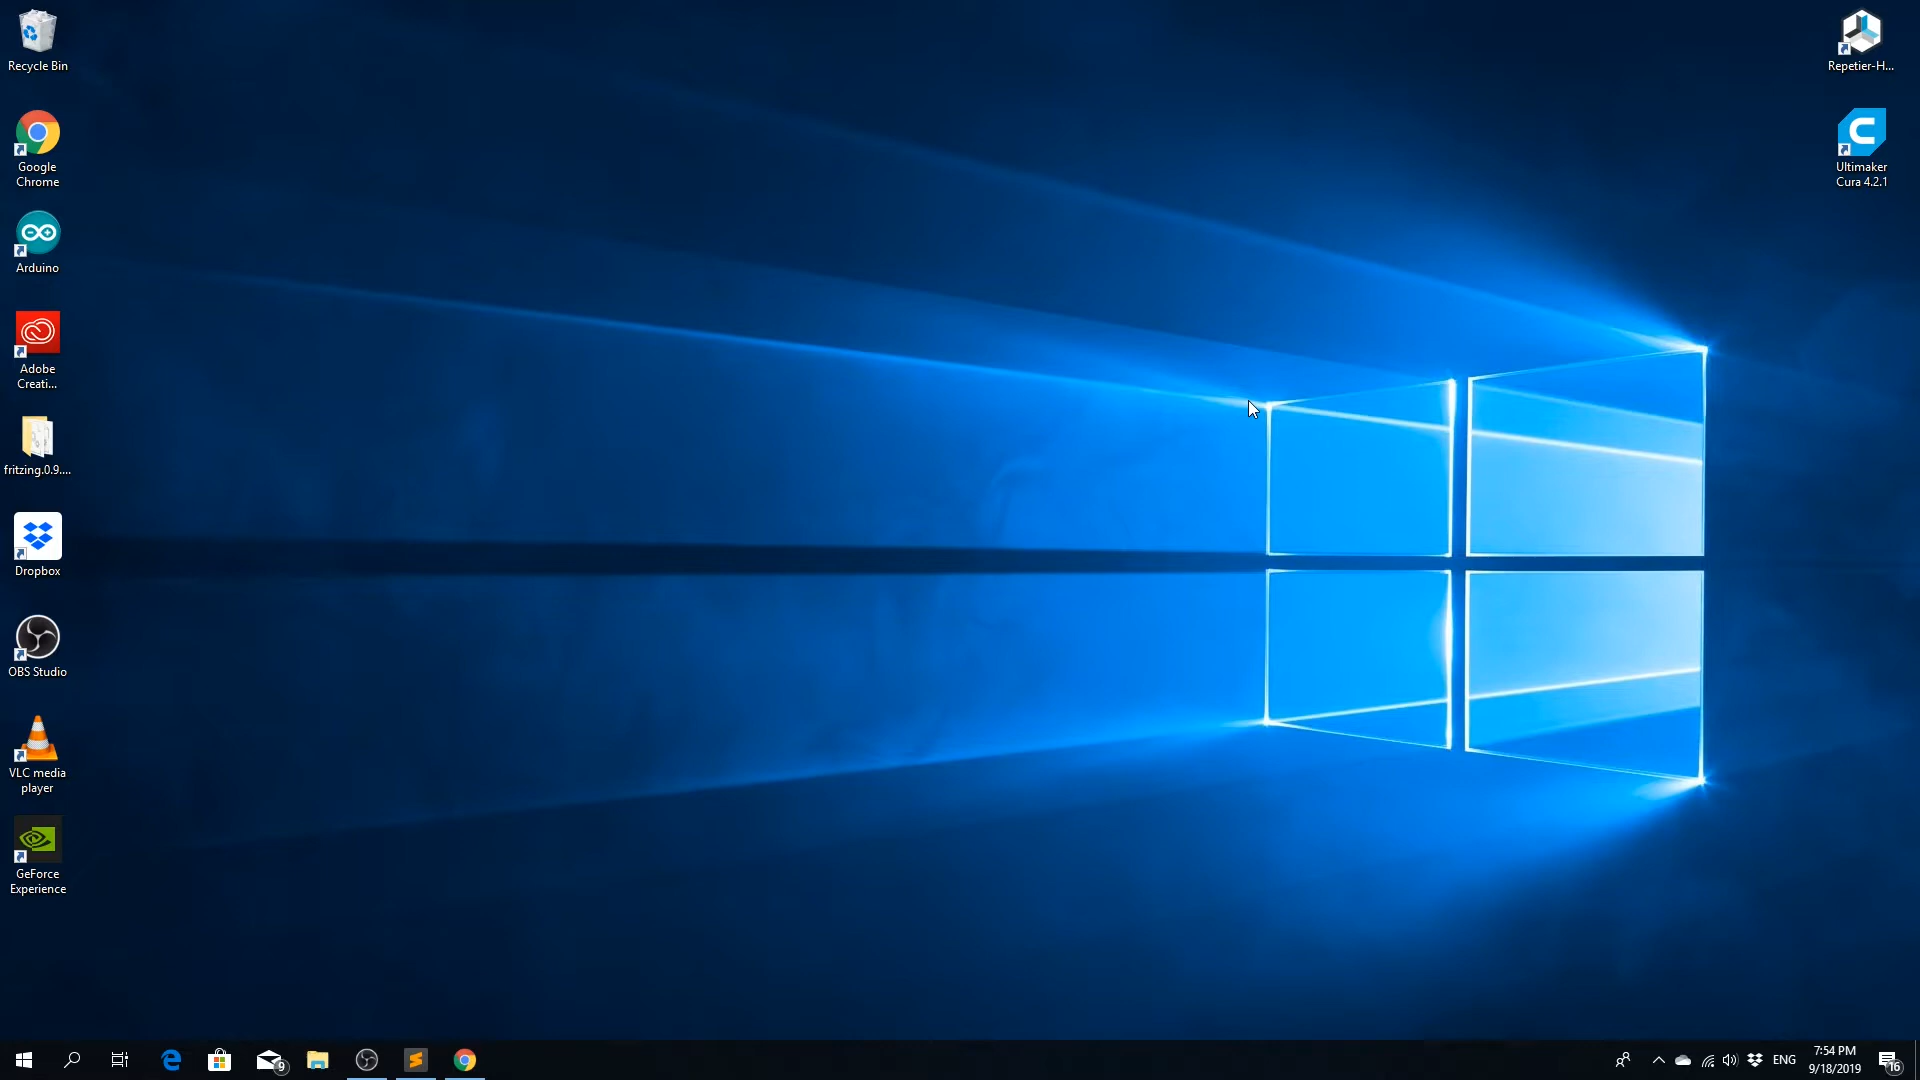 Recycle Bin
Google
Chrome
Arduino
Adobe
Creati...
fritzing.0.9....
Dropbox
OBS Studio
VLC media
player
GeForce
Experience
Repetier-H...
Ultimaker
Cura 4.2.1
9
ENG
7:54 PM
9/18/2019
16